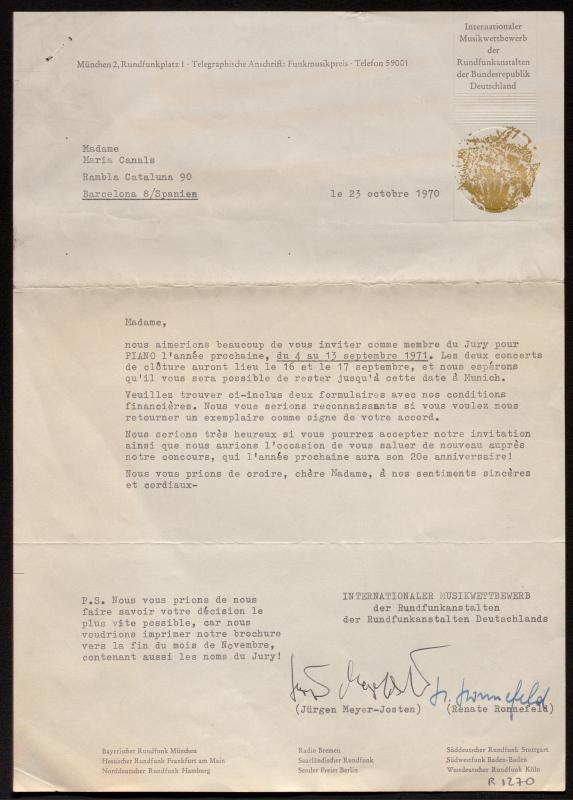 Internationaler
Musikwettbewerb
der
Rundfunkanstalten
der Bundesrepublik
Deutschland
München 2, Rundfunkplatz 1 · Telegraphische Anschrift: Funkmusikpreis · Telefon 59001
Madame
Maria Canals
Rambla Cataluna 90
Barcelona 8/Spanien
le 23 octobre 1970
Madame,
nous aimerions beaucoup de vous inviter comme membre du Jury pour
PIANO l'année prochaine, du 4 au 13 septembre 1971. Les deux concerts
de clôture auront lieu le 16 et le 17 septembre, et nous espérons
qu'il vous sera possible de rester jusqu'à cette date à Munich.
Veuillez trouver ci-inclus deux formulaires avec nos conditions
financières. Nous vous serions reconnaissants si vous voulez nous
retourner un exemplaire comme signe de votre accord.
Nous serions très heureux si vous pourrez accepter notre invitation
ainsi que nous aurions l'occasion de vous saluer de nouveau auprès
notre concours, qui l'année prochaine aura son 20e anniversaire!
Nous vous prions de croire, chère Madame, à nos sentiments sincères
et cordiaux-
P.S. Nous vous prions de nous
faire savoir votre décision le
plus vite possible, car nous
voudrions imprimer notre brochure
vers la fin du mois de Novembre,
contenant aussi les noms du Jury!
INTERNATIONALER MUSIKWETTBEWERB
der Rundfunkanstalten
der Rundfunkanstalten Deutschlands
(Jürgen Meyer-Josten) (Renate Ronnefeld)
Bayerischer Rundfunk München
Hessischer Rundfunk Frankfurt am Main
Norddeutscher Rundfunk Hamburg
Radio Bremen
Saarländischer Rundfunk
Sender Freies Berlin
Süddeutscher Rundfunk Stuttgart
Südwestfunk Baden-Baden
Westdeutscher Rundfunk Köln
R 1270